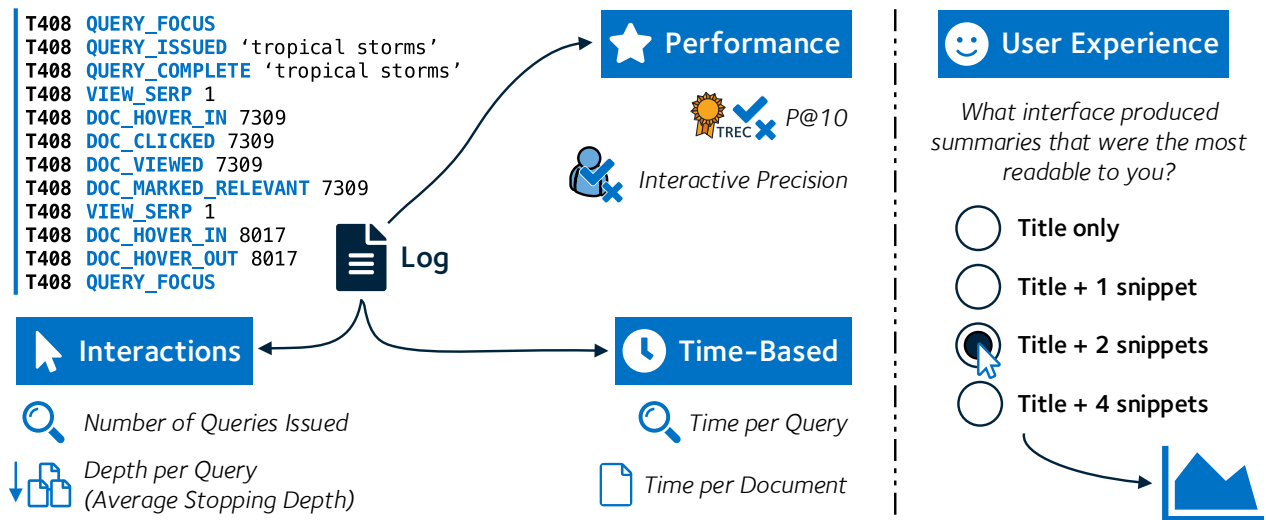 T408 QUERY_FOCUS
T408 QUERY_ISSUED ‘tropical storms’
T408 QUERY_COMPLETE ‘tropical storms’
T408 VIEW_SERP 1
T408 DOC_HOVER_IN 7309
T408 DOC_CLICKED 7309
T408 DOC_VIEWED 7309
T408 DOC_MARKED_RELEVANT 7309
T408 VIEW_SERP 1
T408 DOC_HOVER_IN 8017
T408 DOC_HOVER_OUT 8017
T408 QUERY_FOCUS
Log
Performance
TREC P@10
Interactive Precision
Interactions
Number of Queries Issued
Depth per Query
(Average Stopping Depth)
Time-Based
Time per Query
Time per Document
User Experience
What interface produced
summaries that were the most
readable to you?
Title only
Title + 1 snippet
Title + 2 snippets
Title + 4 snippets